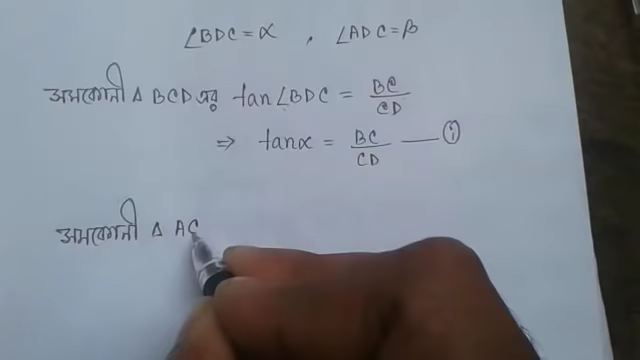 ∠BDC = α , ∠ADC = β
সমকোনী Δ BCD এর tan∠BDC = BC/CD
⇒ tanα = BC/CD —— (i)
সমকোনী Δ AC